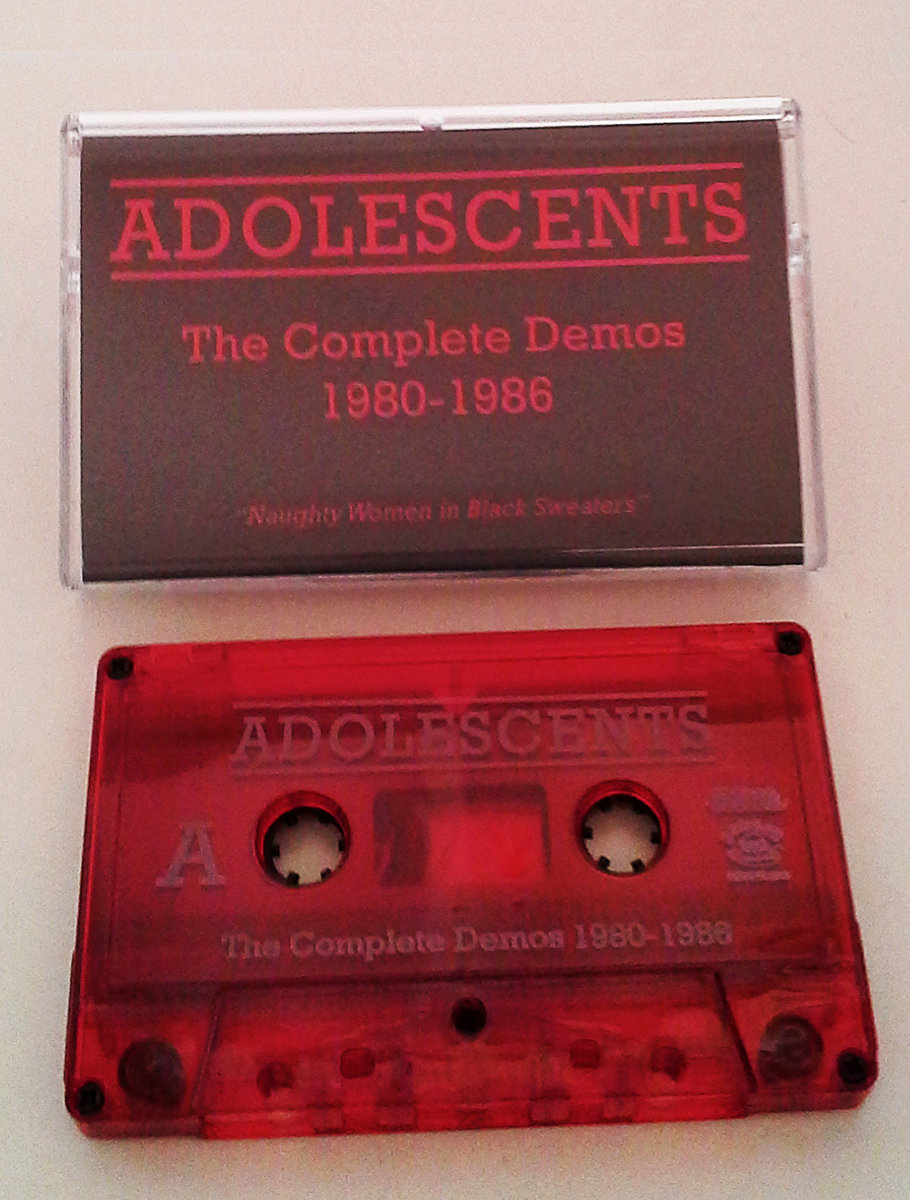 ADOLESCENTS
The Complete Demos
1980-1986
"Naughty Women in Black Sweaters"
ADOLESCENTS
A
The Complete Demos 1980-1986